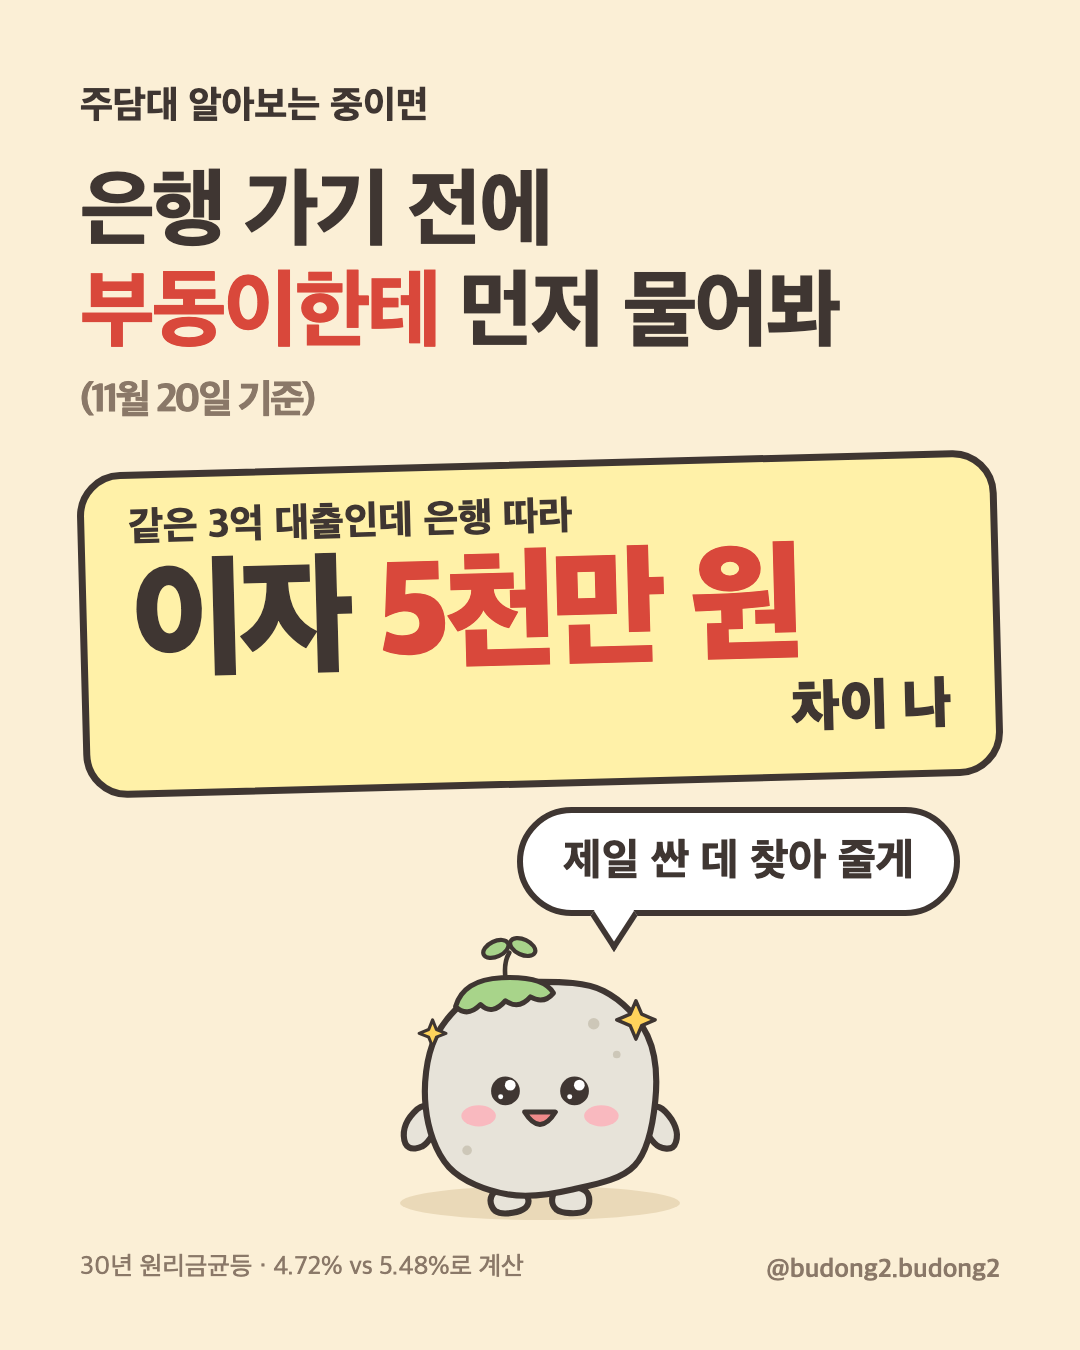 주담대 알아보는 중이면
은행 가기 전에
부동이한테 먼저 물어봐
(11월 20일 기준)
같은 3억 대출인데 은행 따라
이자 5천만 원
차이 나
제일 싼 데 찾아 줄게
30년 원리금균등 · 4.72% vs 5.48%로 계산
@budong2.budong2